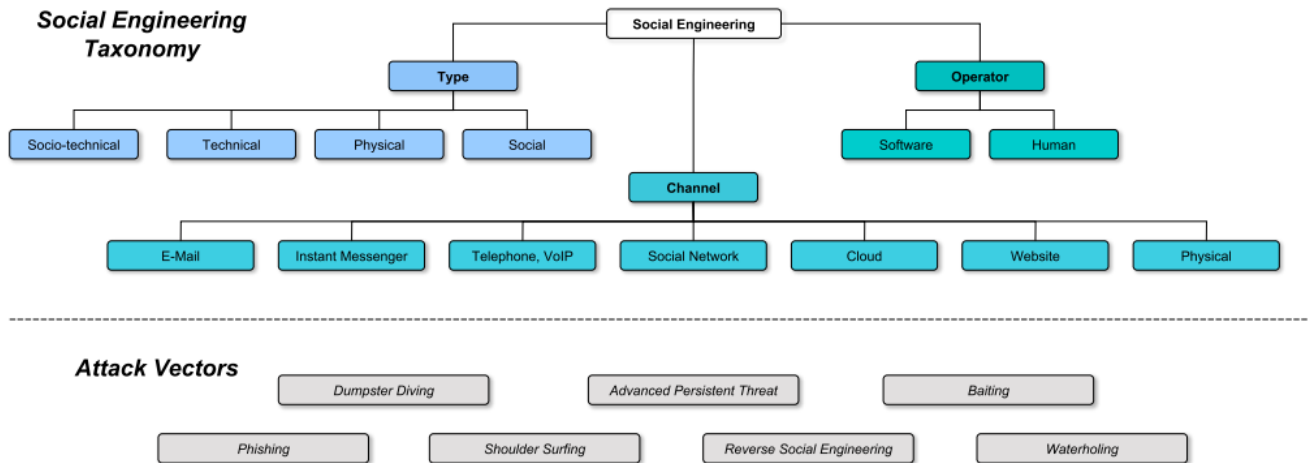 Social Engineering
Taxonomy
Social Engineering
Type
Operator
Socio-technical
Technical
Physical
Social
Software
Human
Channel
E-Mail
Instant Messenger
Telephone, VoIP
Social Network
Cloud
Website
Physical
Attack Vectors
Dumpster Diving
Advanced Persistent Threat
Baiting
Phishing
Shoulder Surfing
Reverse Social Engineering
Waterholing